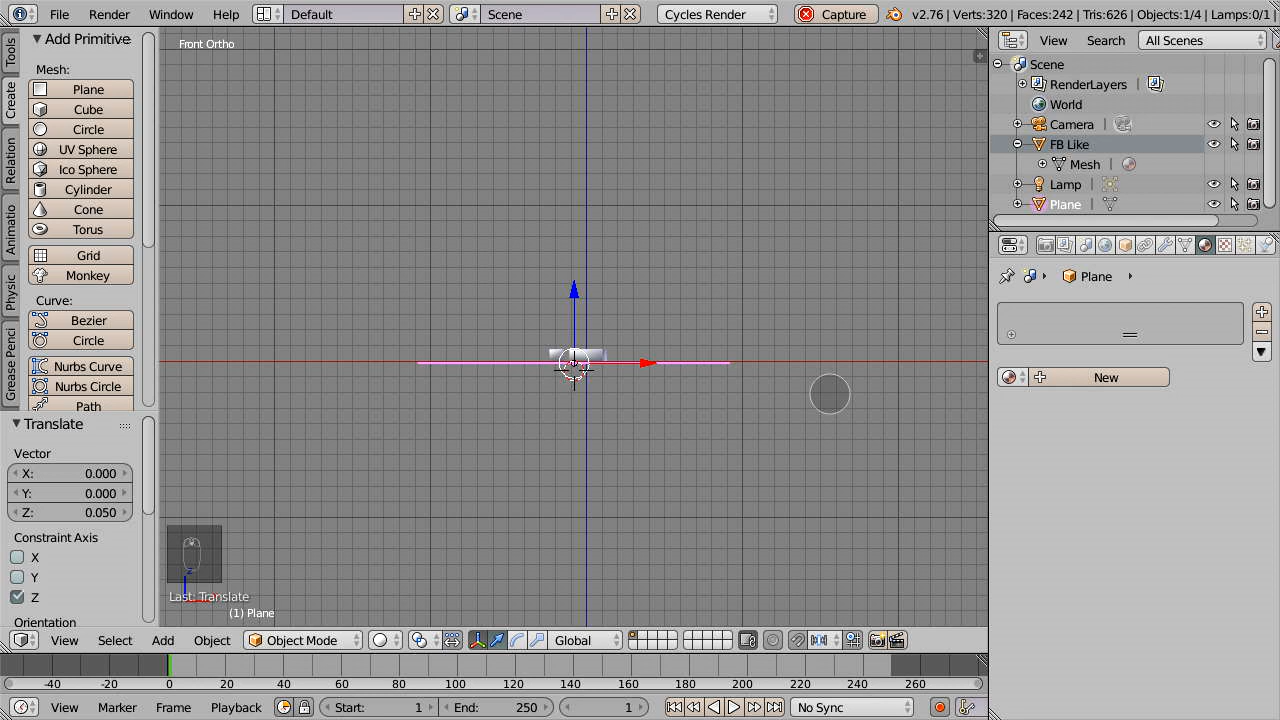 File Render Window Help Default Scene Cycles Render Capture v2.76 | Verts:320 | Faces:242 | Tris:626 | Objects:1/4 | Lamps:0/1 |
Tools
Create
Relation
Animatio
Physic
Grease Penci
Add Primitive
Mesh:
Plane
Cube
Circle
UV Sphere
Ico Sphere
Cylinder
Cone
Torus
Grid
Monkey
Curve:
Bezier
Circle
Nurbs Curve
Nurbs Circle
Path
Translate
Vector
X: 0.000
Y: 0.000
Z: 0.050
Constraint Axis
X
Y
Z
Orientation
Front Ortho
z
Last: Translate
(1) Plane
View Select Add Object Object Mode Global
-40 -20 0 20 40 60 80 100 120 140 160 180 200 220 240 260
View Marker Frame Playback Start: 1 End: 250 1 No Sync
View Search All Scenes
Scene
RenderLayers
World
Camera
FB Like
Mesh
Lamp
Plane
Plane
New